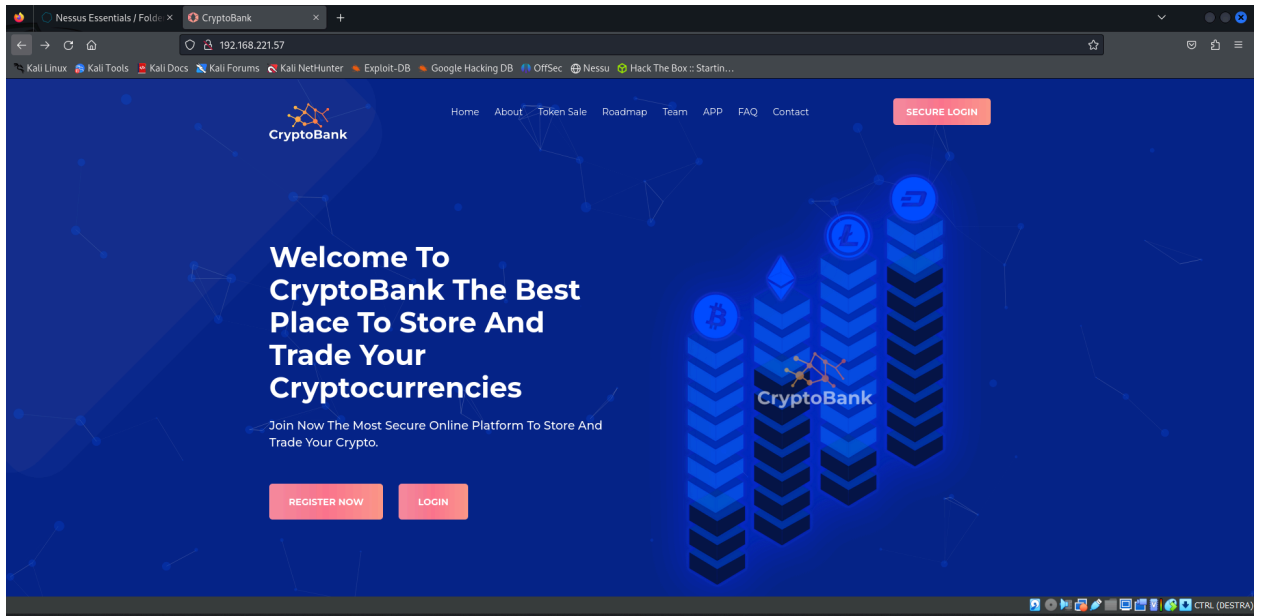 Nessus Essentials / Folde
CryptoBank
192.168.221.57
Kali Linux Kali Tools Kali Docs Kali Forums Kali NetHunter Exploit-DB Google Hacking DB OffSec Nessu Hack The Box :: Startin…
CryptoBank
Home About Token Sale Roadmap Team APP FAQ Contact
SECURE LOGIN
Welcome To
CryptoBank The Best
Place To Store And
Trade Your
Cryptocurrencies
Join Now The Most Secure Online Platform To Store And
Trade Your Crypto.
REGISTER NOW LOGIN
CryptoBank
CTRL (DESTRA)